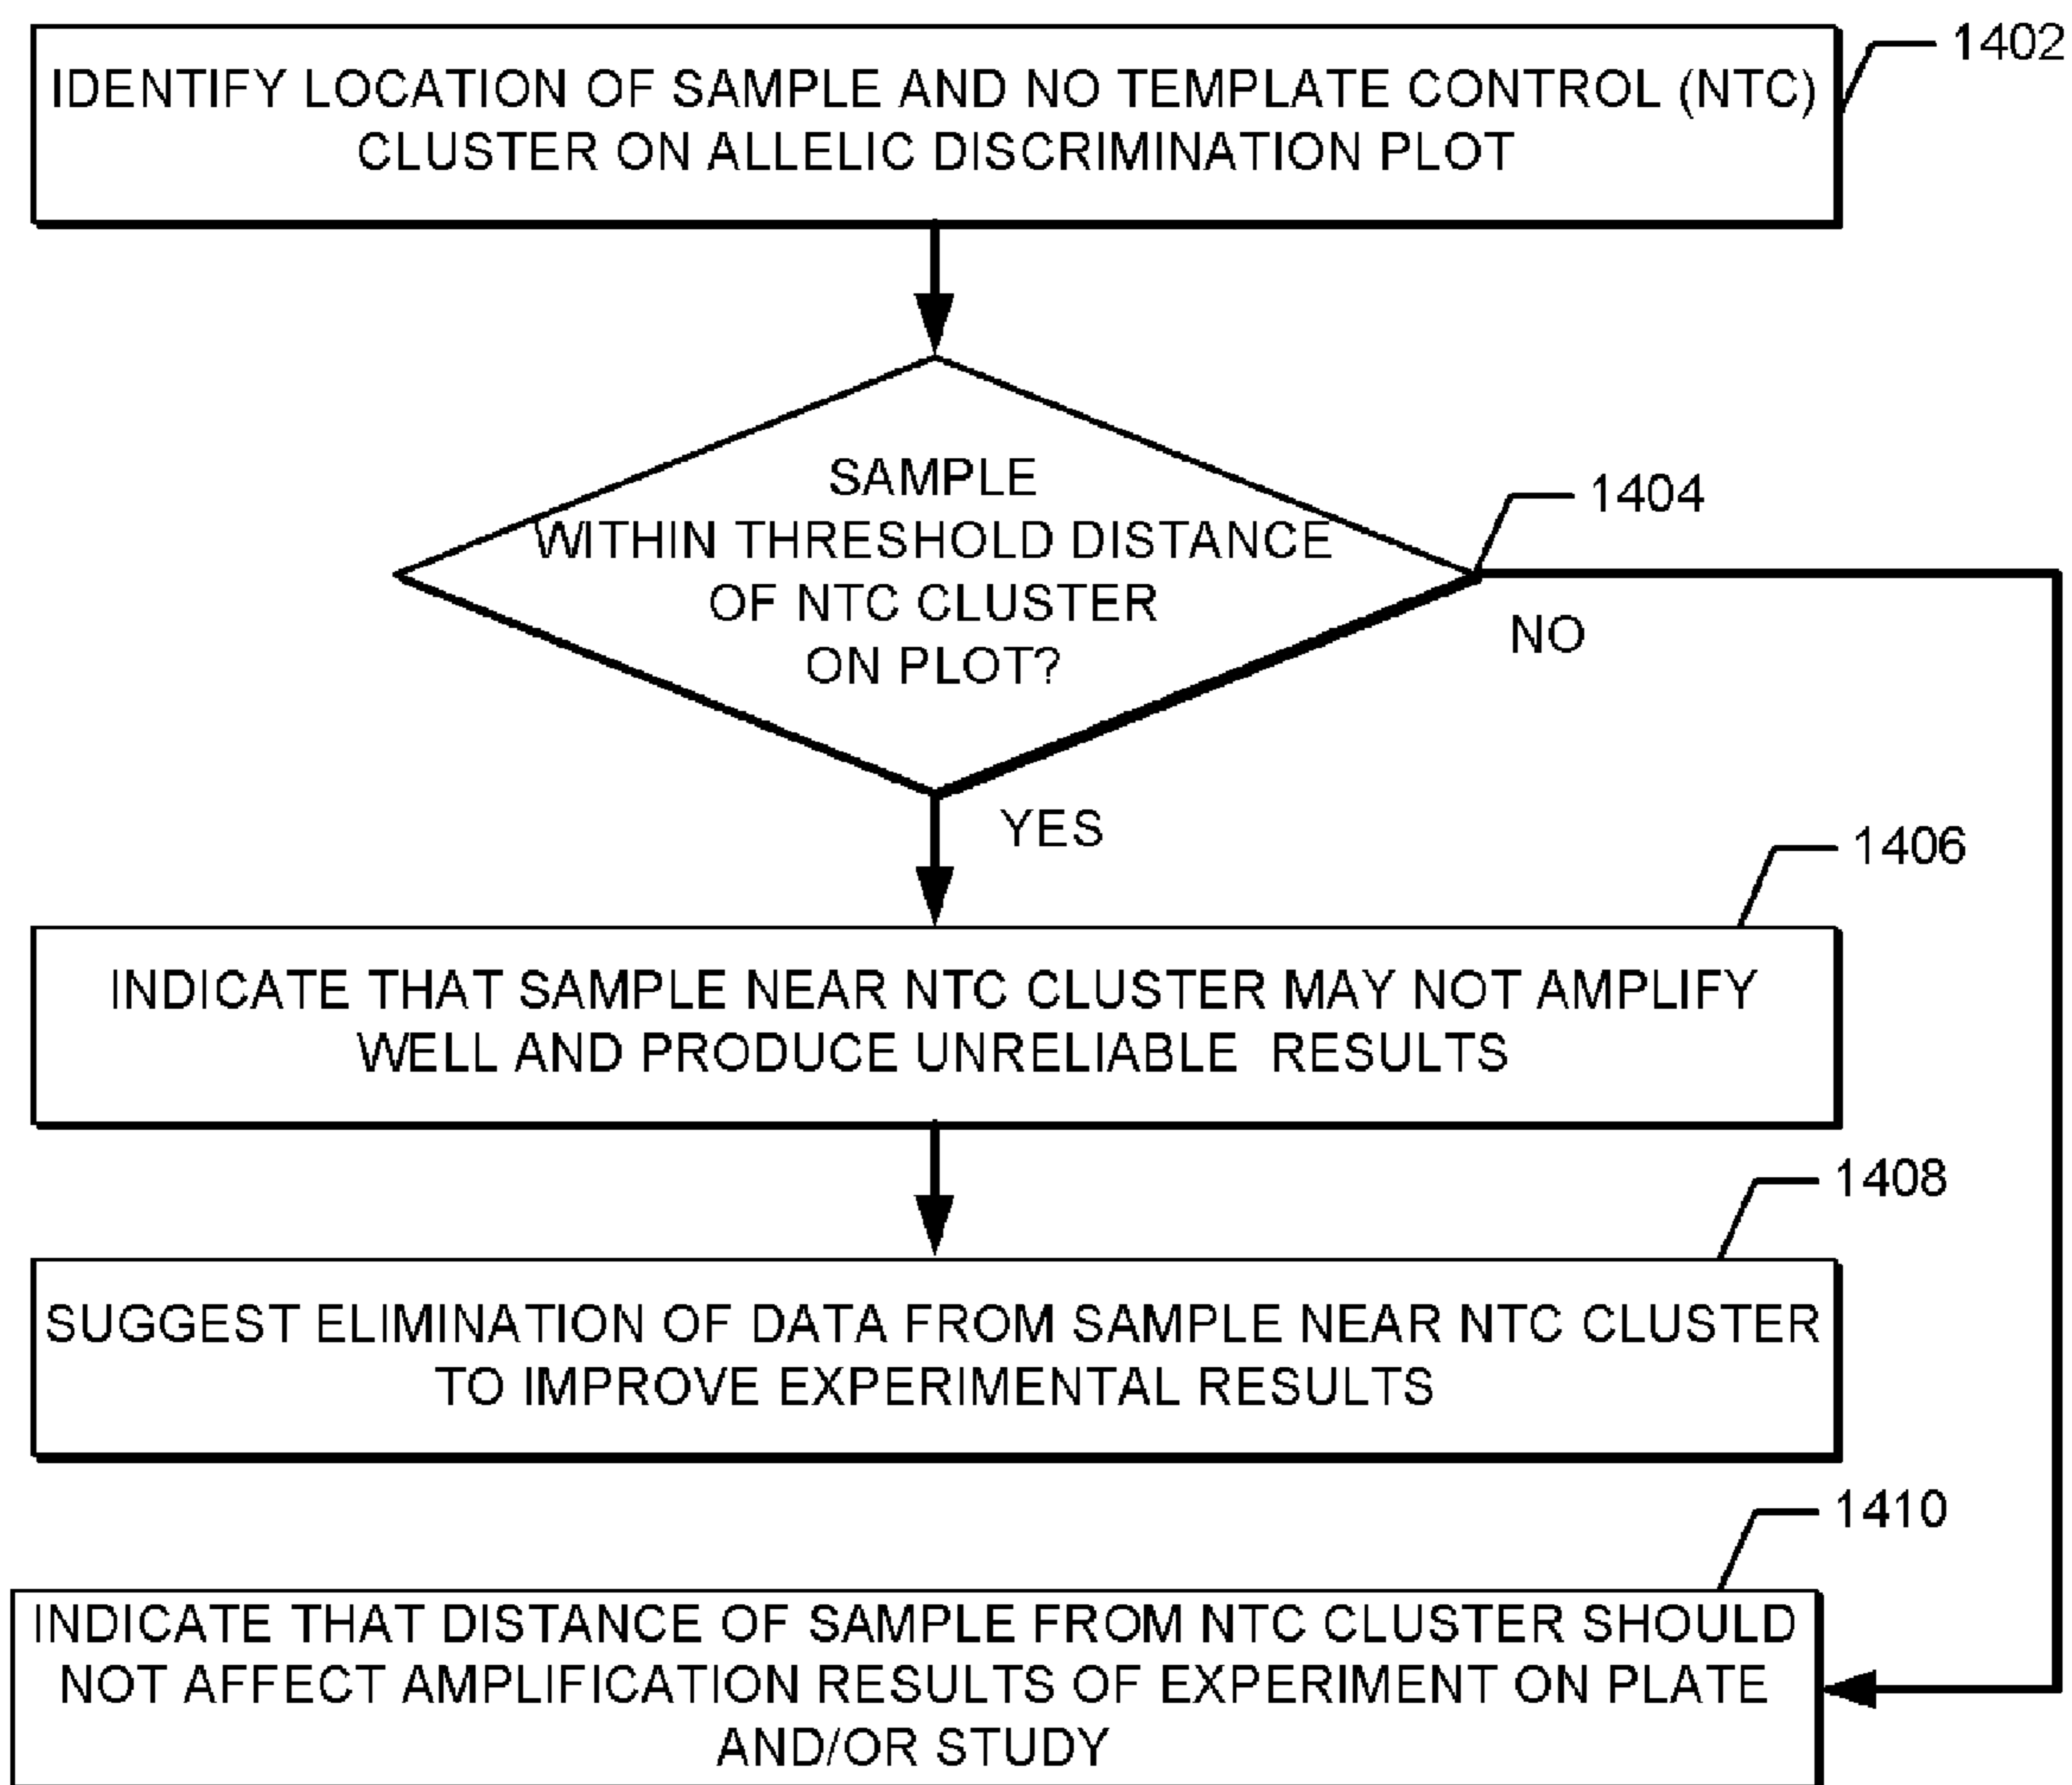 1402
IDENTIFY LOCATION OF SAMPLE AND NO TEMPLATE CONTROL (NTC)
CLUSTER ON ALLELIC DISCRIMINATION PLOT
SAMPLE
WITHIN THRESHOLD DISTANCE
OF NTC CLUSTER
ON PLOT?
1404
NO
YES
1406
INDICATE THAT SAMPLE NEAR NTC CLUSTER MAY NOT AMPLIFY
WELL AND PRODUCE UNRELIABLE RESULTS
1408
SUGGEST ELIMINATION OF DATA FROM SAMPLE NEAR NTC CLUSTER
TO IMPROVE EXPERIMENTAL RESULTS
1410
INDICATE THAT DISTANCE OF SAMPLE FROM NTC CLUSTER SHOULD
NOT AFFECT AMPLIFICATION RESULTS OF EXPERIMENT ON PLATE
AND/OR STUDY